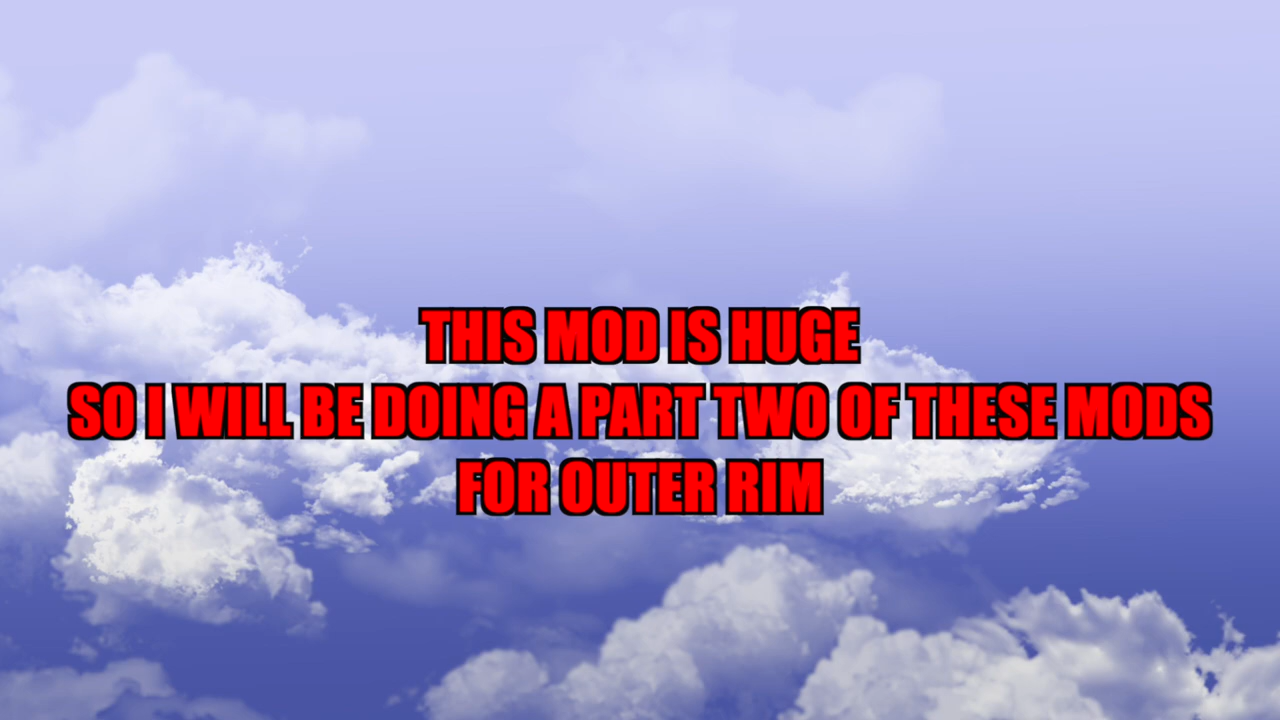 THIS MOD IS HUGE
SO I WILL BE DOING A PART TWO OF THESE MODS
FOR OUTER RIM